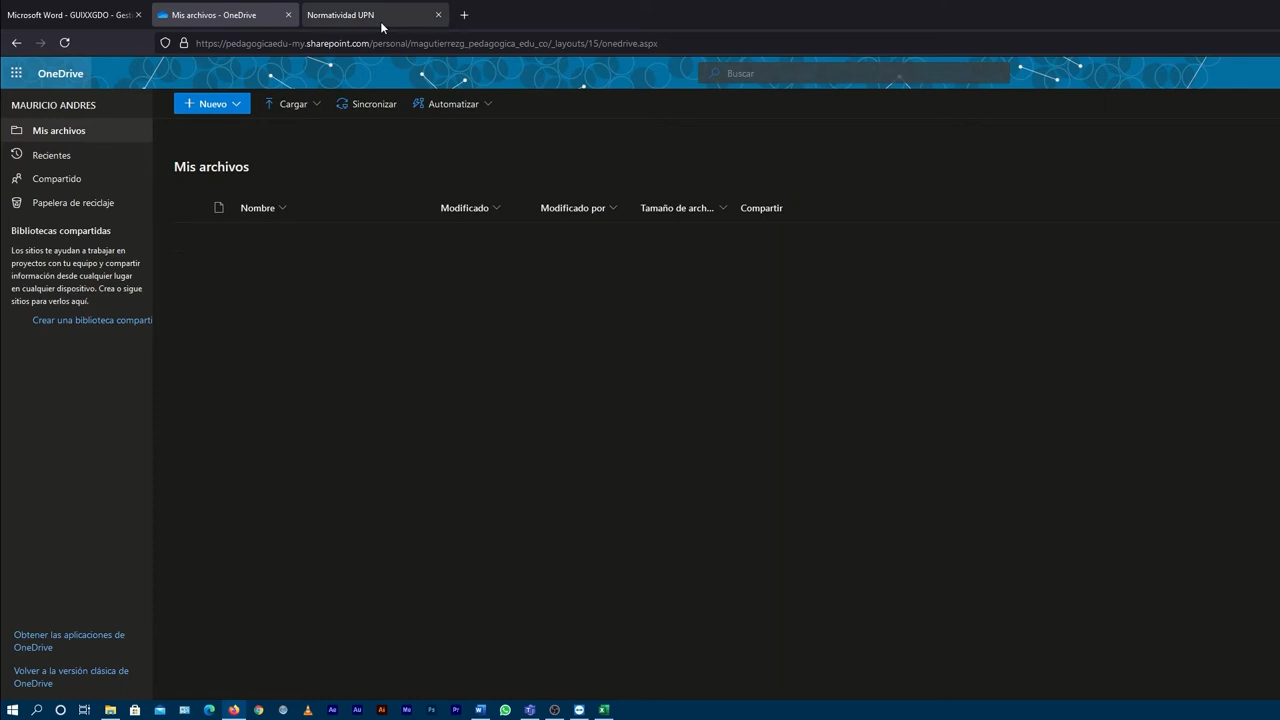 Microsoft Word - GUIXXGDO - Gest
Mis archivos - OneDrive
Normatividad UPN
https://pedagogicaedu-my.sharepoint.com/personal/magutierrezg_pedagogica_edu_co/_layouts/15/onedrive.aspx
OneDrive
Buscar
MAURICIO ANDRES
Nuevo
Cargar
Sincronizar
Automatizar
Mis archivos
Recientes
Compartido
Papelera de reciclaje
Bibliotecas compartidas
Los sitios te ayudan a trabajar en
proyectos con tu equipo y compartir
información desde cualquier lugar
en cualquier dispositivo. Crea o sigue
sitios para verlos aquí.
Crear una biblioteca comparti
Mis archivos
Nombre
Modificado
Modificado por
Tamaño de arch...
Compartir
Obtener las aplicaciones de
OneDrive
Volver a la versión clásica de
OneDrive